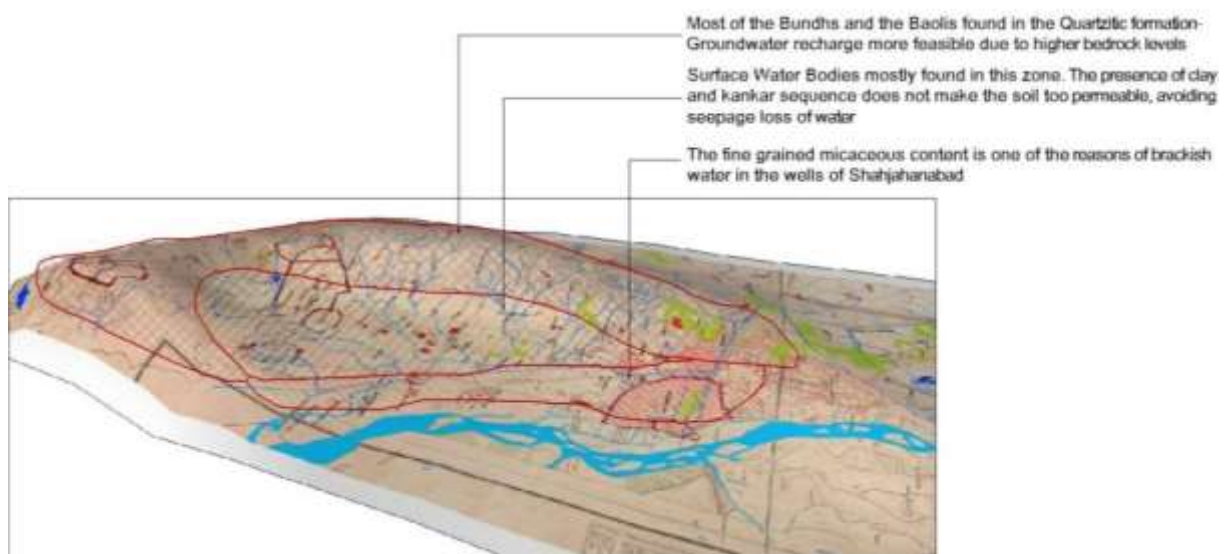 Most of the Bundhs and the Baolis found in the Quartzitic formation-
Groundwater recharge more feasible due to higher bedrock levels
Surface Water Bodies mostly found in this zone. The presence of clay
and kankar sequence does not make the soil too permeable, avoiding
seepage loss of water
The fine grained micaceous content is one of the reasons of brackish
water in the wells of Shahjahanabad